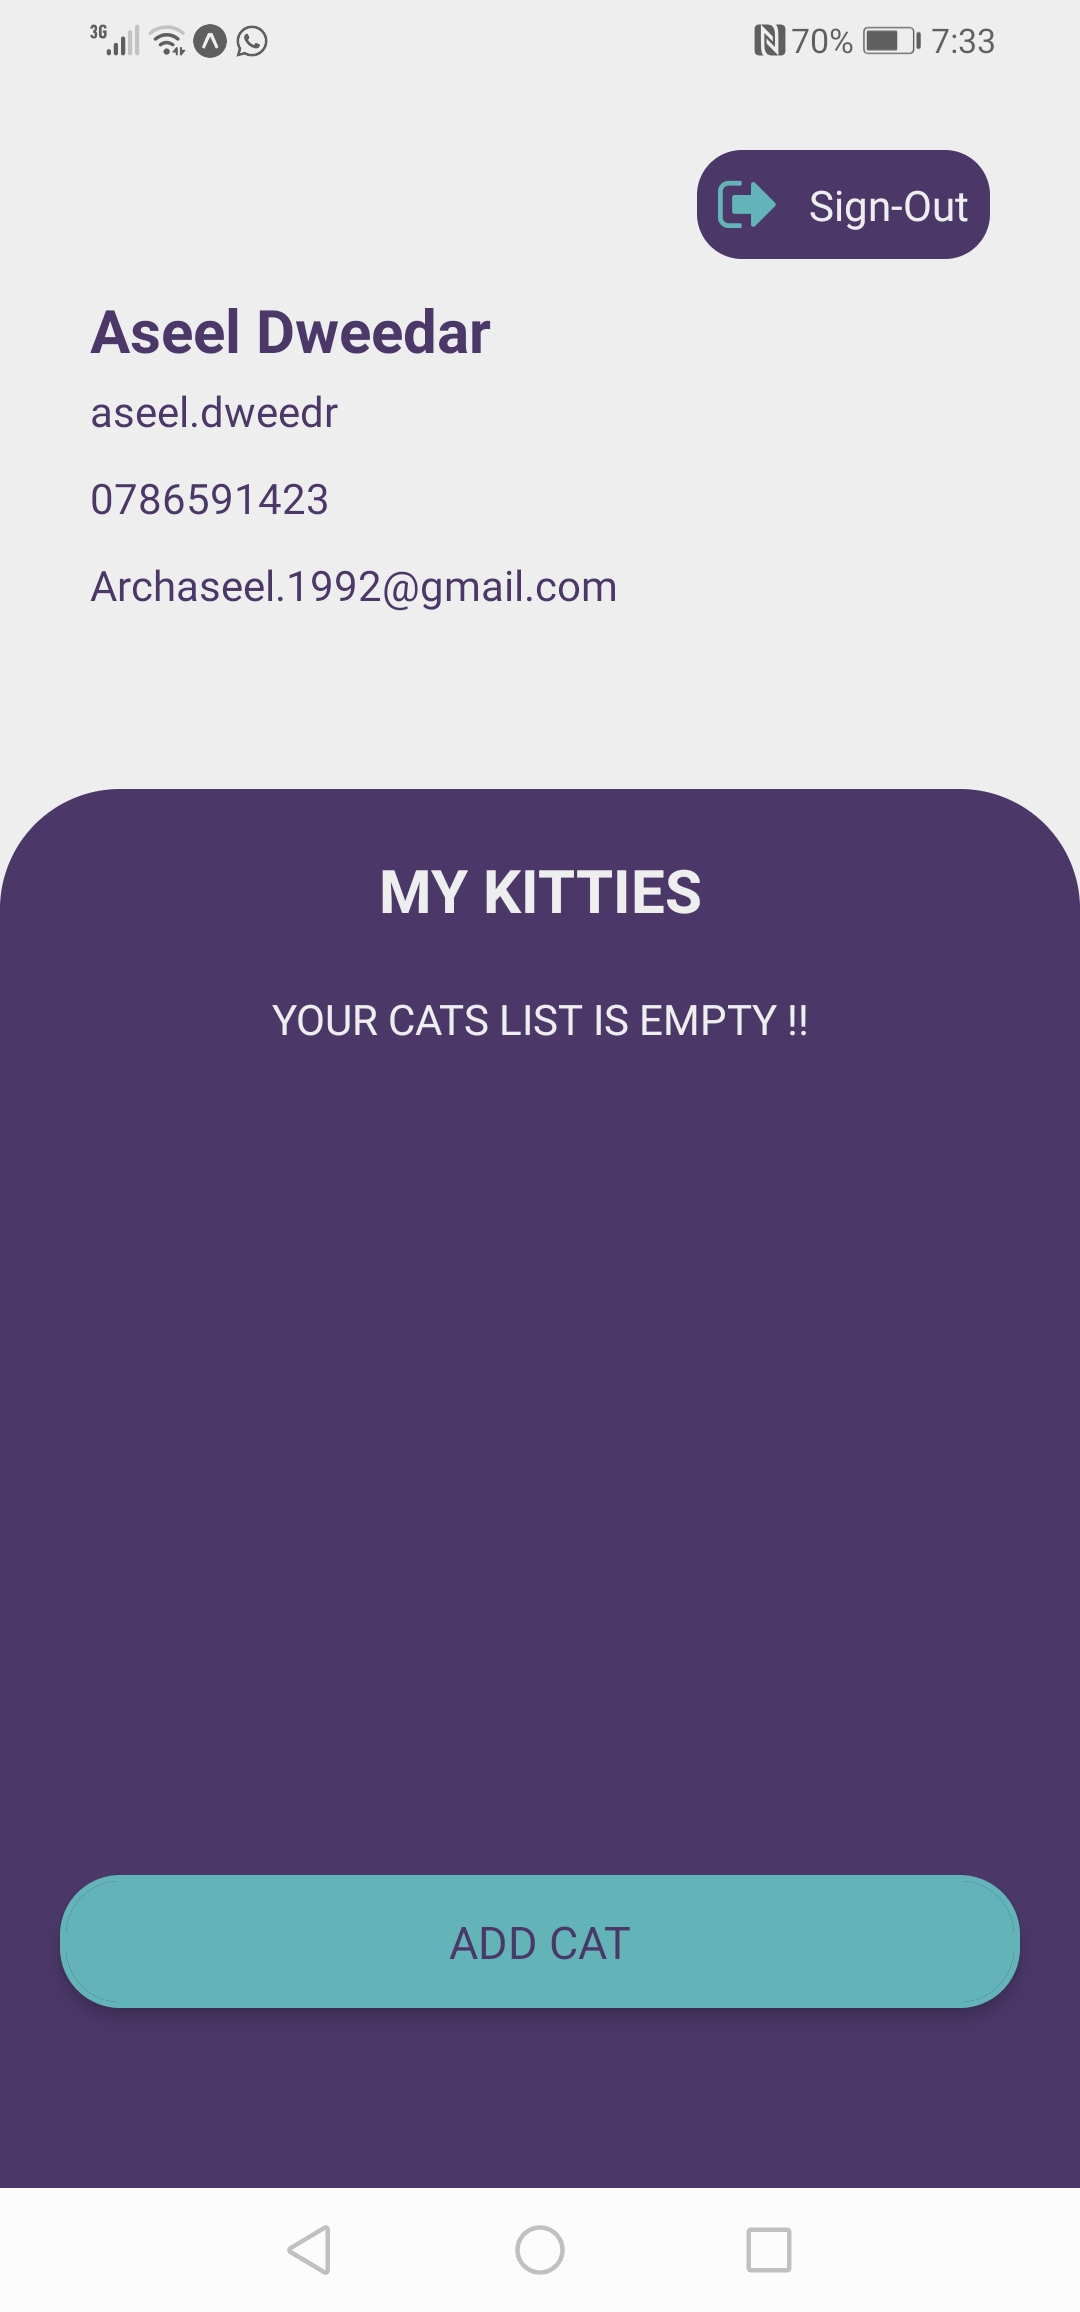 3G 70% 7:33
Sign-Out
Aseel Dweedar
aseel.dweedr
0786591423
Archaseel.1992@gmail.com
MY KITTIES
YOUR CATS LIST IS EMPTY !!
ADD CAT